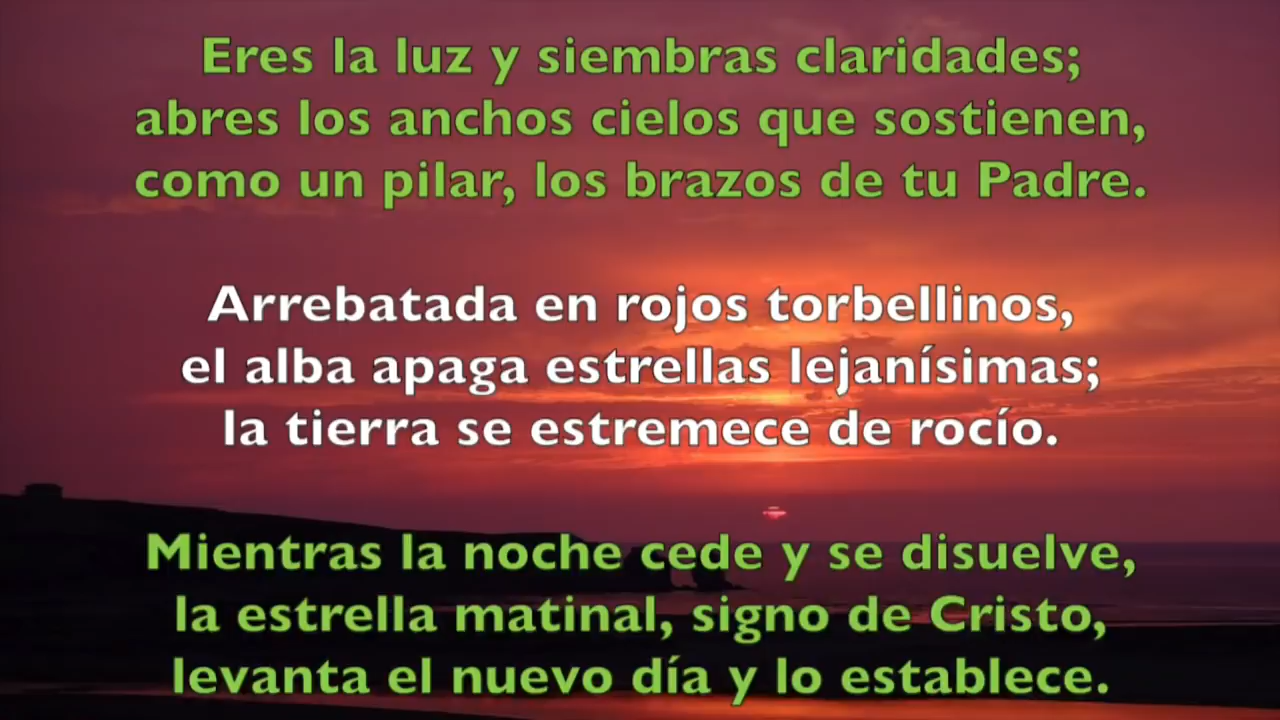 Eres la luz y siembras claridades;
abres los anchos cielos que sostienen,
como un pilar, los brazos de tu Padre.
Arrebatada en rojos torbellinos,
el alba apaga estrellas lejanísimas;
la tierra se estremece de rocío.
Mientras la noche cede y se disuelve,
la estrella matinal, signo de Cristo,
levanta el nuevo día y lo establece.